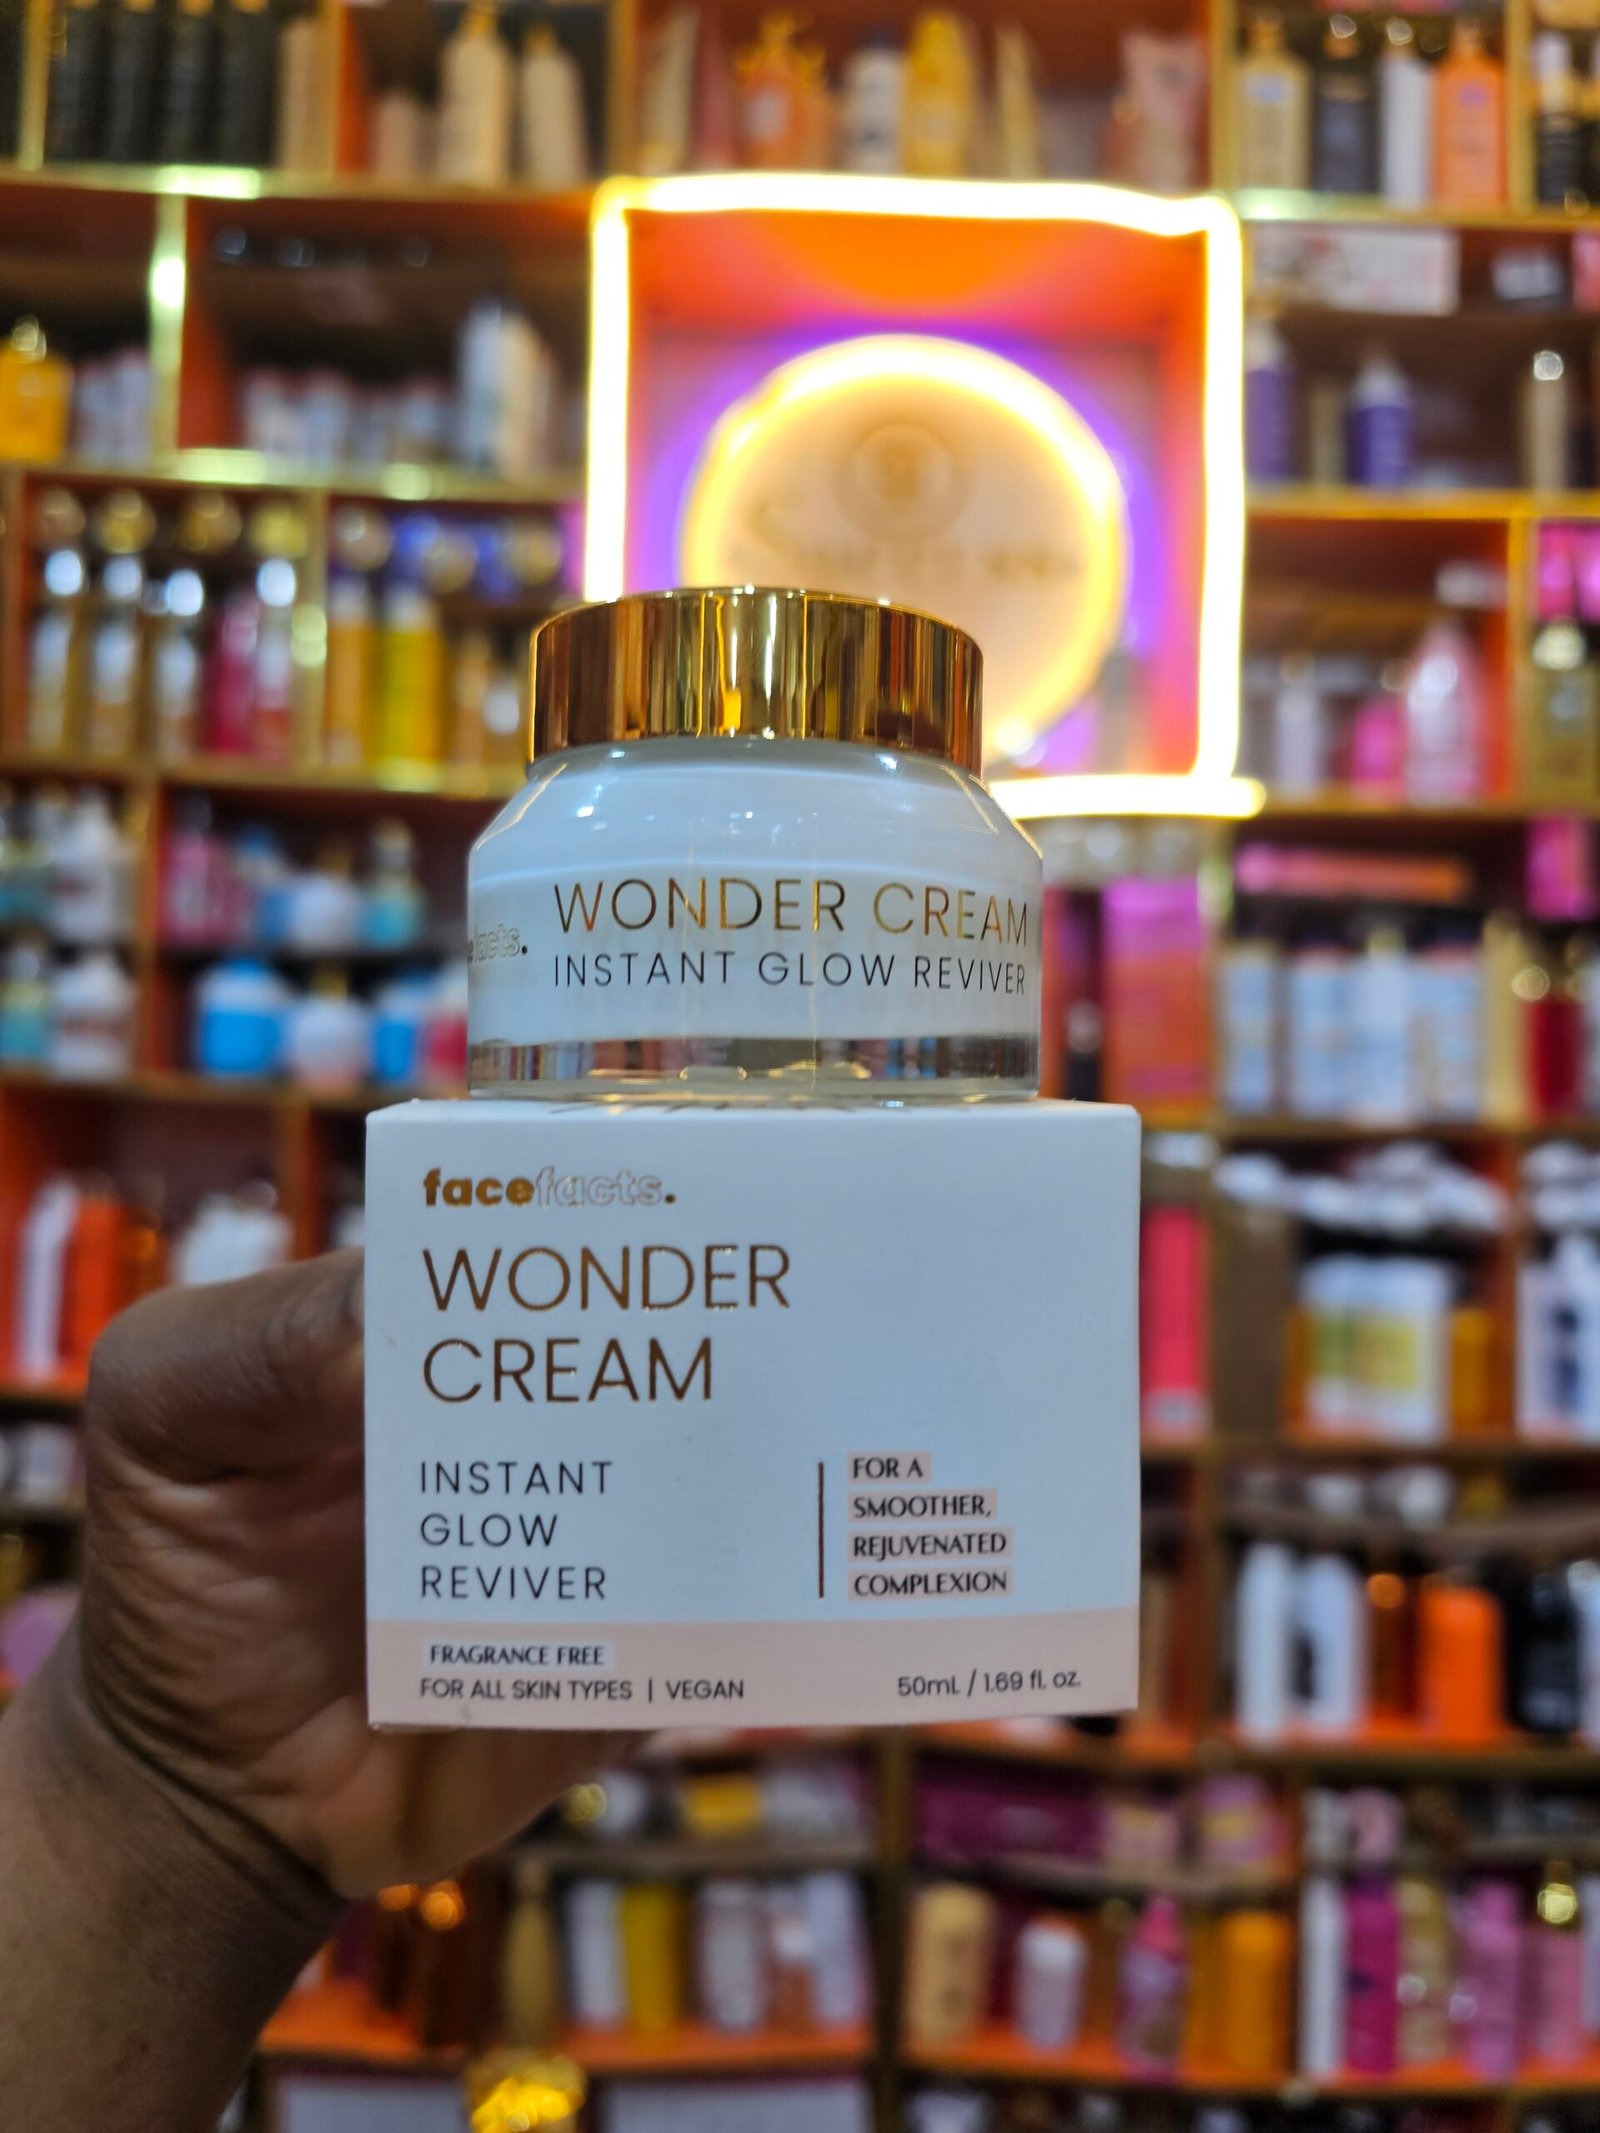 WONDER CREAM
facts.
INSTANT GLOW REVIVER
facefacts.
WONDER
CREAM
INSTANT
GLOW
REVIVER
FOR A
SMOOTHER,
REJUVENATED
COMPLEXION
FRAGRANCE FREE
FOR ALL SKIN TYPES | VEGAN
50mL / 1.69 fl. oz.